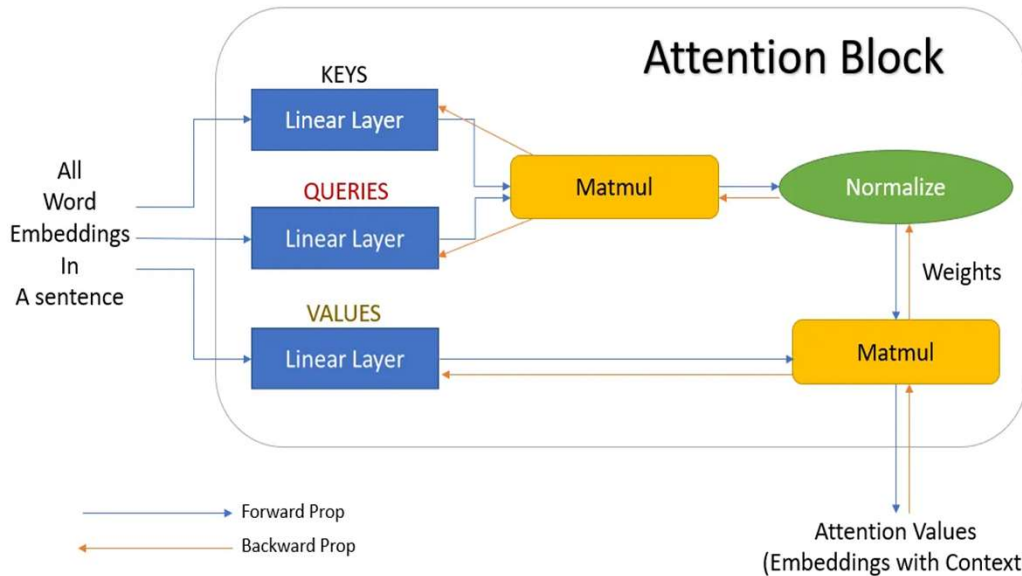 Attention Block
KEYS
Linear Layer
All
Word
Embeddings
In
A sentence
QUERIES
Linear Layer
VALUES
Linear Layer
Matmul
Normalize
Weights
Matmul
Forward Prop
Backward Prop
Attention Values
(Embeddings with Context